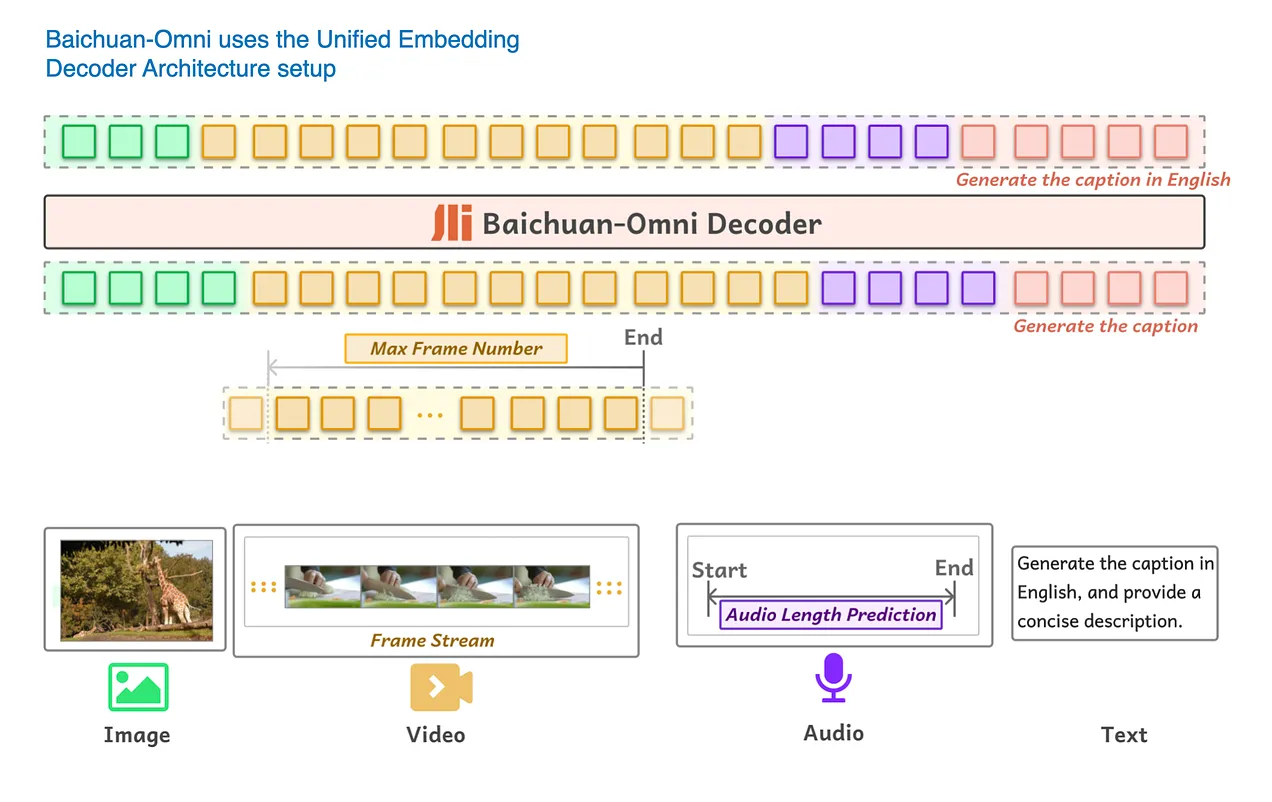 Baichuan-Omni uses the Unified Embedding
Decoder Architecture setup
Generate the caption in English
Baichuan-Omni Decoder
Generate the caption
Max Frame Number
End
Frame Stream
Start
End
Audio Length Prediction
Generate the caption in
English, and provide a
concise description.
Image
Video
Audio
Text